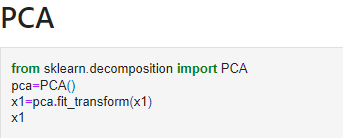 PCA
from sklearn.decomposition import PCA
pca=PCA()
x1=pca.fit_transform(x1)
x1